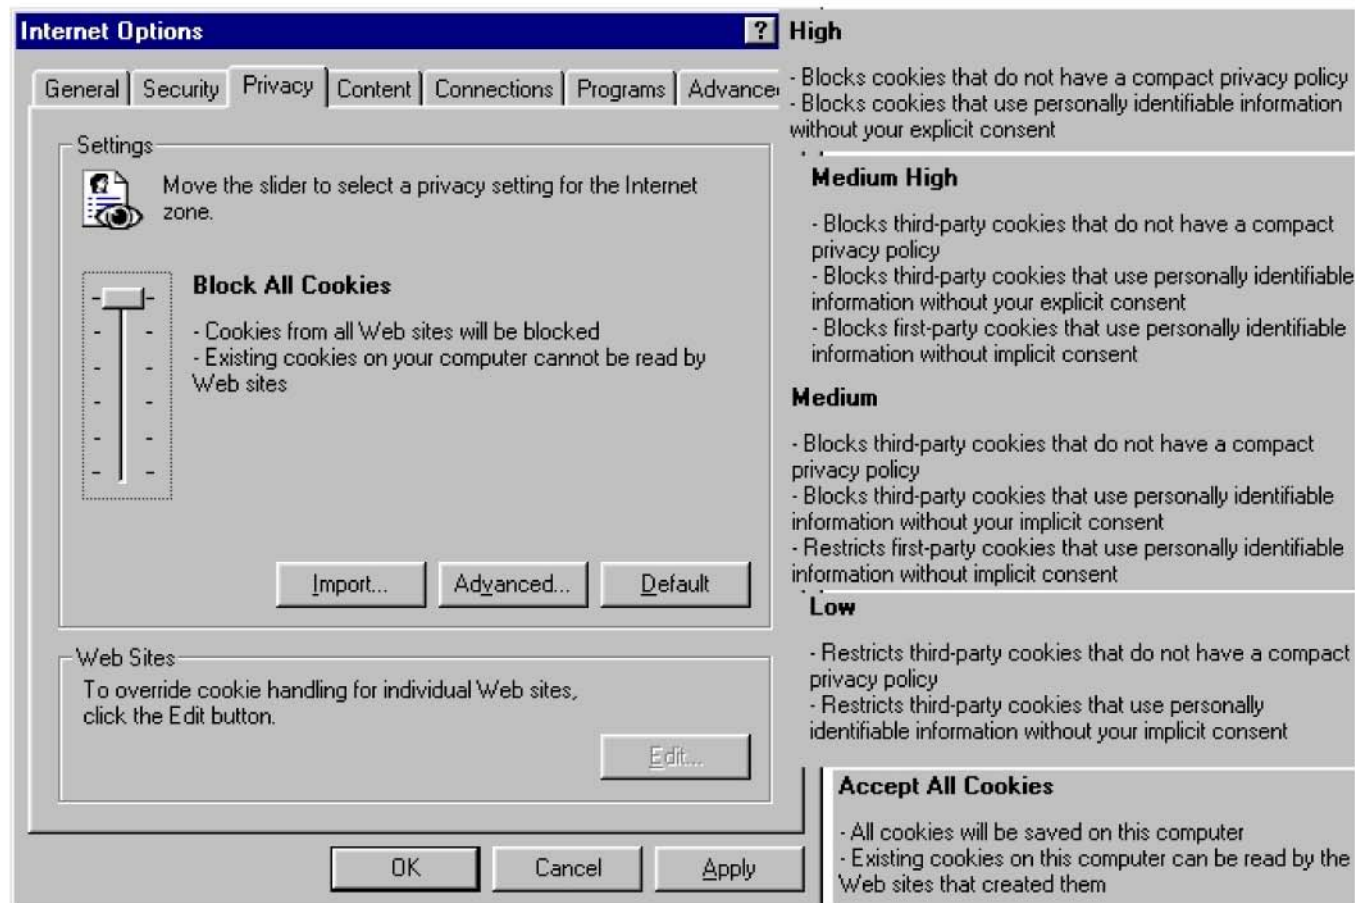 Internet Options
?
General
Security
Privacy
Content
Connections
Programs
Settings
Move the slider to select a privacy setting for the Internet
zone.
Block All Cookies
- Cookies from all Web sites will be blocked
- Existing cookies on your computer cannot be read by
Web sites
Import...
Advanced...
Default
Web Sites
To override cookie handling for individual Web sites,
click the Edit button.
Edit...
OK
Cancel
Apply
High
- Blocks cookies that do not have a compact privacy policy
- Blocks cookies that use personally identifiable information
without your explicit consent
Medium High
- Blocks third-party cookies that do not have a compact
privacy policy
- Blocks third-party cookies that use personally identifiable
information without your explicit consent
- Blocks first-party cookies that use personally identifiable
information without implicit consent
Medium
- Blocks third-party cookies that do not have a compact
privacy policy
- Blocks third-party cookies that use personally identifiable
information without your implicit consent
- Restricts first-party cookies that use personally identifiable
information without implicit consent
Low
- Restricts third-party cookies that do not have a compact
privacy policy
- Restricts third-party cookies that use personally
identifiable information without your implicit consent
Accept All Cookies
- All cookies will be saved on this computer
- Existing cookies on this computer can be read by the
Web sites that created them